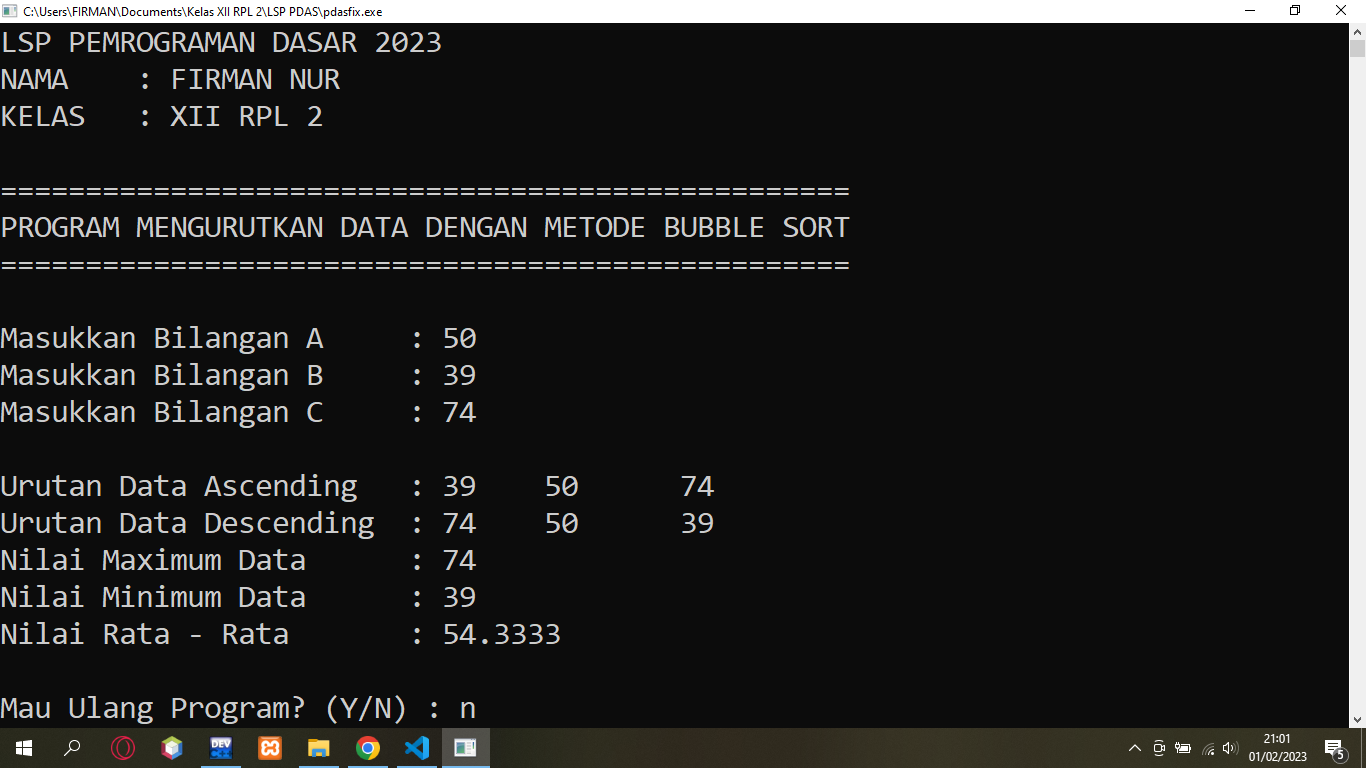 C:\Users\FIRMAN\Documents\Kelas XII RPL 2\LSP PDAS\pdasfix.exe
LSP PEMROGRAMAN DASAR 2023
NAMA    : FIRMAN NUR
KELAS   : XII RPL 2
==================================================
PROGRAM MENGURUTKAN DATA DENGAN METODE BUBBLE SORT
==================================================
Masukkan Bilangan A     : 50
Masukkan Bilangan B     : 39
Masukkan Bilangan C     : 74
Urutan Data Ascending   : 39    50      74
Urutan Data Descending  : 74    50      39
Nilai Maximum Data      : 74
Nilai Minimum Data      : 39
Nilai Rata - Rata       : 54.3333
Mau Ulang Program? (Y/N) : n
DEV
21:01
01/02/2023
5